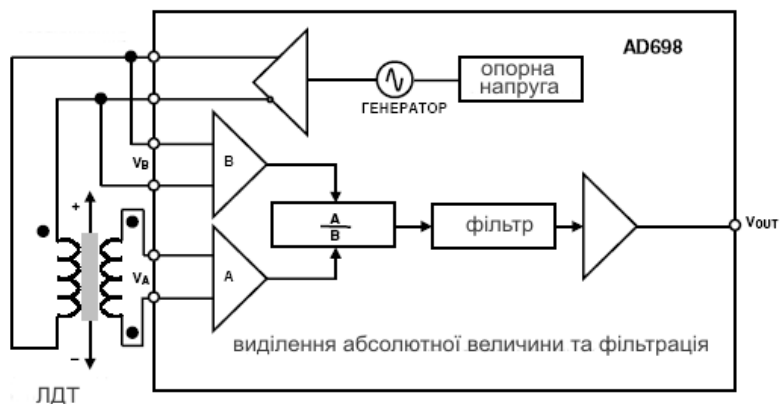 AD698
опорна
напруга
ГЕНЕРАТОР
VB
B
A
B
фільтр
VOUT
+
VA
A
–
виділення абсолютної величини та фільтрація
ЛДТ